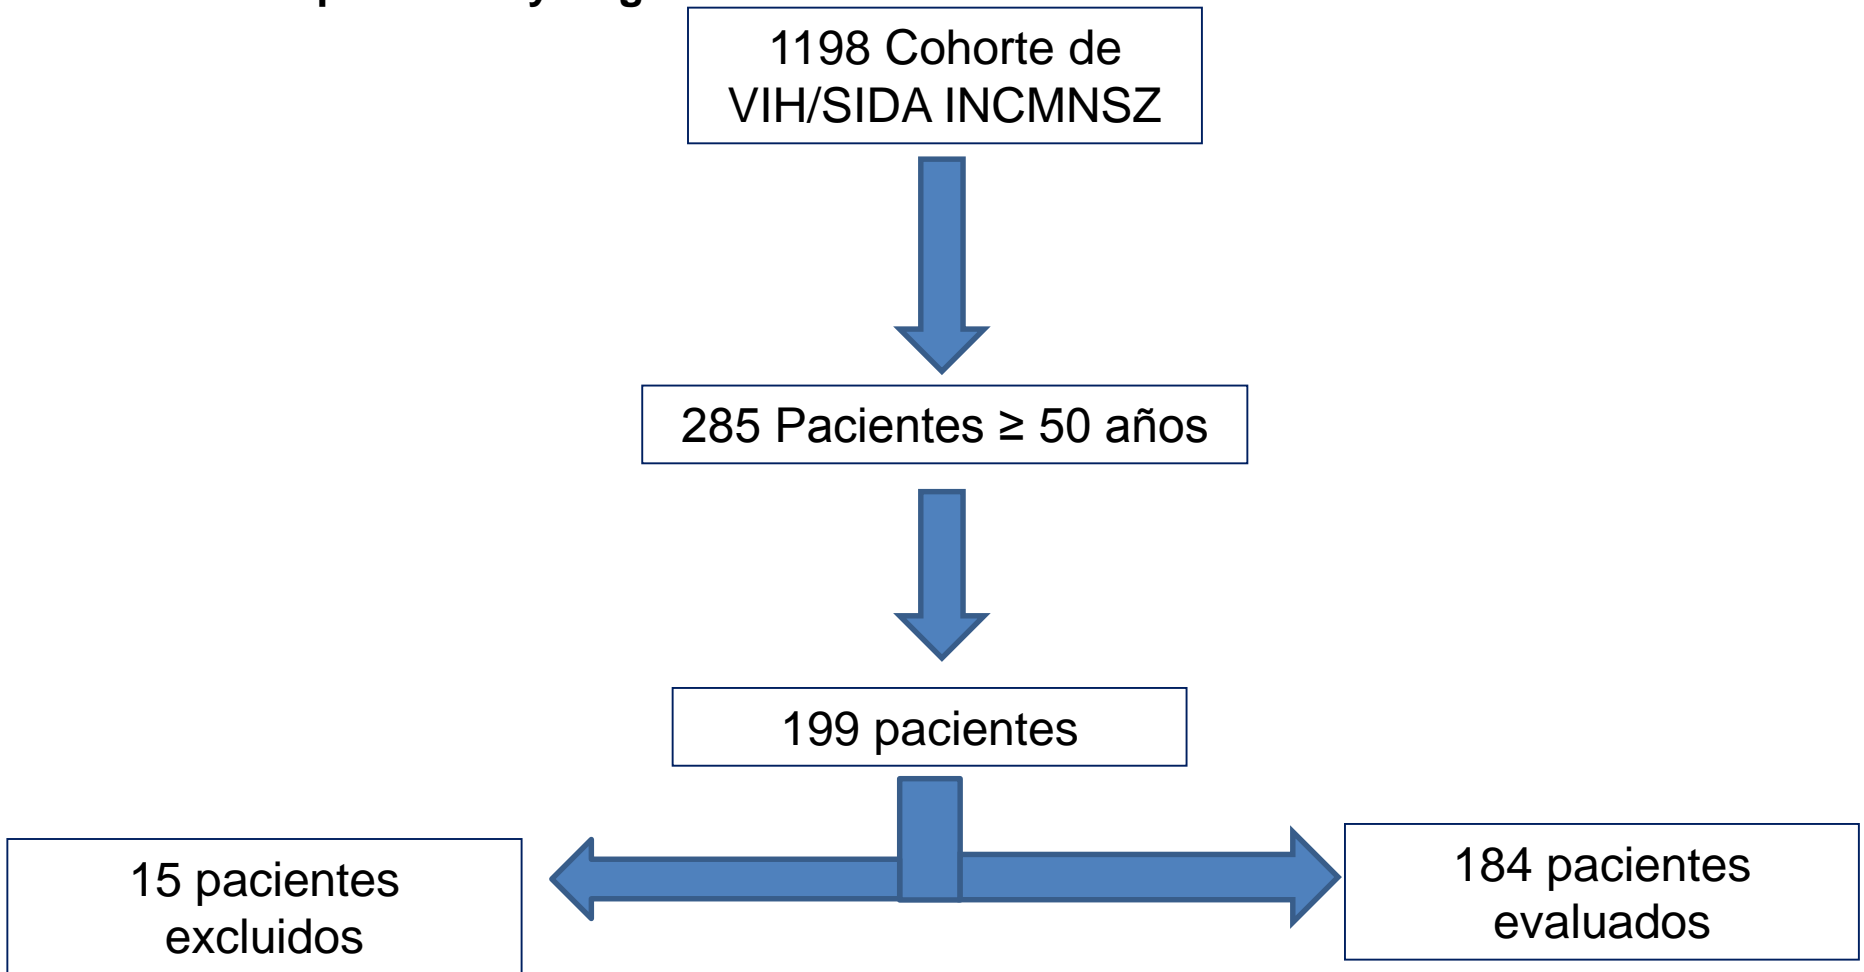 1198 Cohorte de
VIH/SIDA INCMNSZ
285 Pacientes ≥ 50 años
199 pacientes
15 pacientes
excluidos
184 pacientes
evaluados